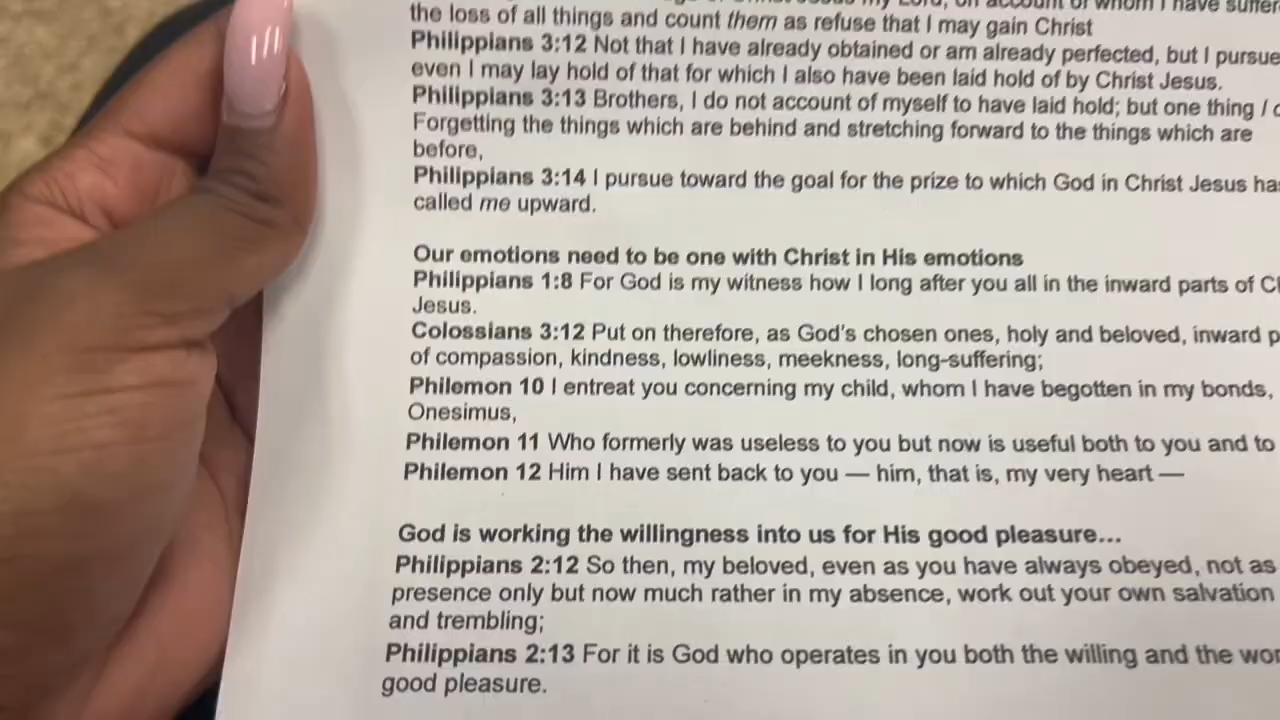 the loss of all things and count them as refuse that I may gain Christ
Philippians 3:12 Not that I have already obtained or am already perfected, but I pursue
even I may lay hold of that for which I also have been laid hold of by Christ Jesus.
Philippians 3:13 Brothers, I do not account of myself to have laid hold; but one thing I
Forgetting the things which are behind and stretching forward to the things which are
before,
Philippians 3:14 I pursue toward the goal for the prize to which God in Christ Jesus
called me upward.
Our emotions need to be one with Christ in His emotions
Philippians 1:8 For God is my witness how I long after you all in the inward parts of
Jesus.
Colossians 3:12 Put on therefore, as God's chosen ones, holy and beloved, inward
of compassion, kindness, lowliness, meekness, long-suffering;
Philemon 10 I entreat you concerning my child, whom I have begotten in my bonds,
Onesimus,
Philemon 11 Who formerly was useless to you but now is useful both to you and to
Philemon 12 Him I have sent back to you — him, that is, my very heart —
God is working the willingness into us for His good pleasure...
Philippians 2:12 So then, my beloved, even as you have always obeyed, not as
presence only but now much rather in my absence, work out your own salvation
and trembling;
Philippians 2:13 For it is God who operates in you both the willing and the
good pleasure.